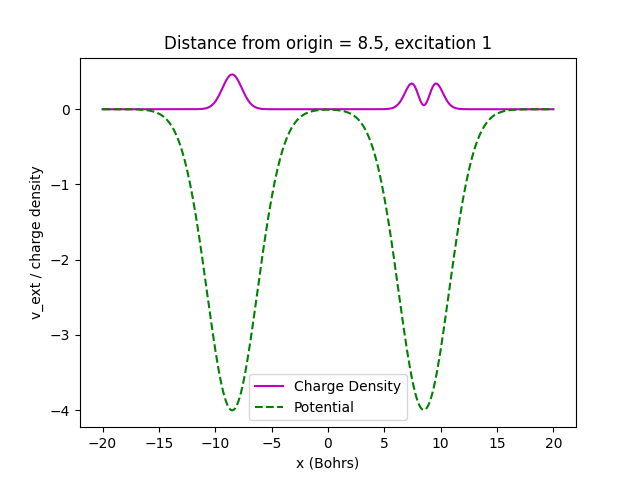 Distance from origin = 8.5, excitation 1
v_ext / charge density
0
−1
−2
−3
−4
Charge Density
Potential
−20 −15 −10 −5 0 5 10 15 20
x (Bohrs)